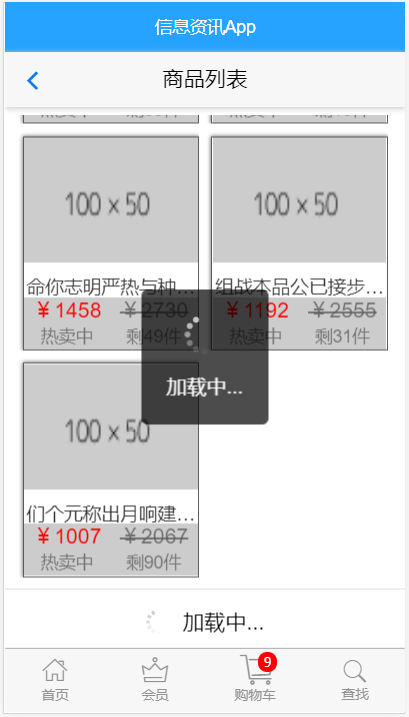 信息资讯App
商品列表
100 × 50
100 × 50
命你志明严热与种...
组战本品公已接步...
￥1458 ￥2730
￥1192 ￥2555
热卖中 剩49件
热卖中 剩31件
加载中...
100 × 50
们个元称出月响建...
￥1007 ￥2067
热卖中 剩90件
加载中...
9
首页
会员
购物车
查找